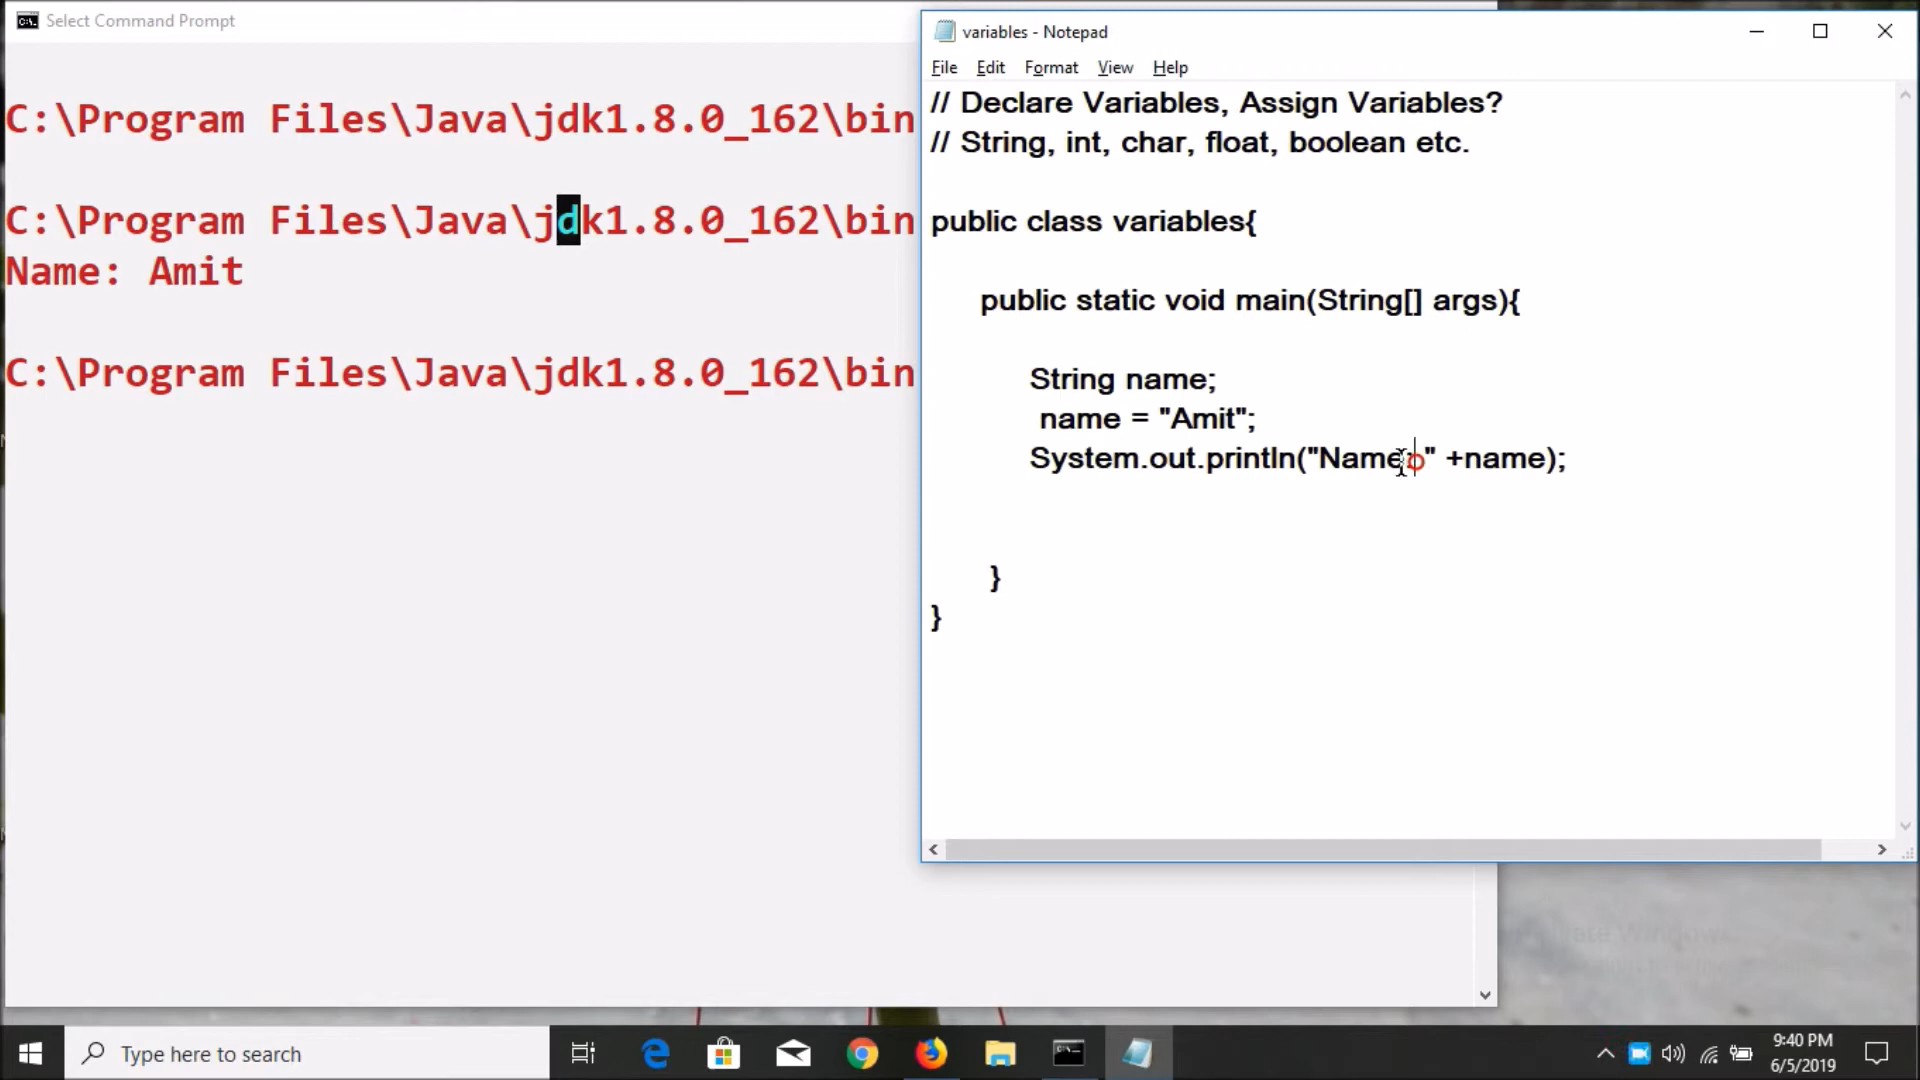 Select Command Prompt
C:\Program Files\Java\jdk1.8.0_162\bin
C:\Program Files\Java\jdk1.8.0_162\bin
Name: Amit
C:\Program Files\Java\jdk1.8.0_162\bin
variables - Notepad
File Edit Format View Help
// Declare Variables, Assign Variables?
// String, int, char, float, boolean etc.
public class variables{
public static void main(String[] args){
String name;
name = "Amit";
System.out.println("Name: " +name);
}
}
Type here to search
9:40 PM
6/5/2019